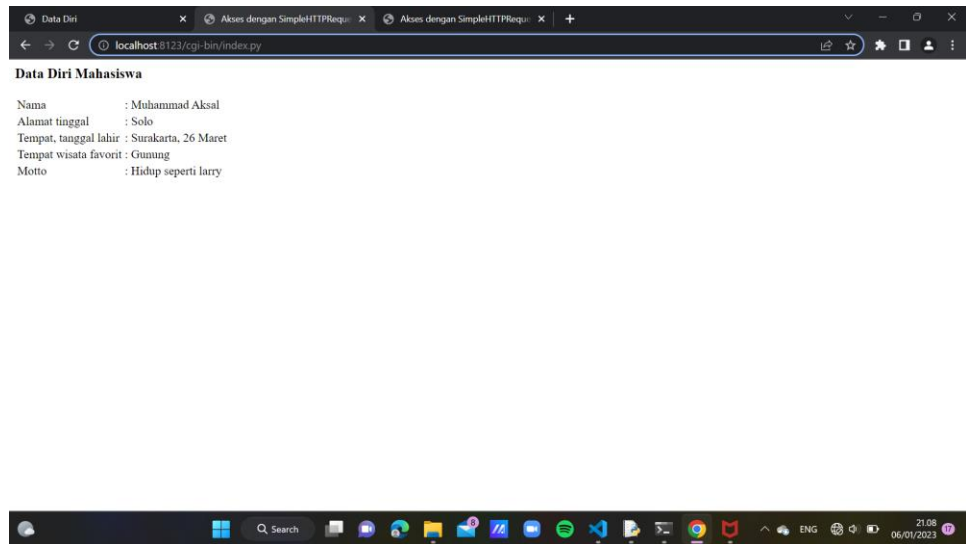 Data Diri
Akses dengan SimpleHTTPReque
Akses dengan SimpleHTTPReque
localhost:8123/cgi-bin/index.py
Data Diri Mahasiswa
Nama : Muhammad Aksal
Alamat tinggal : Solo
Tempat, tanggal lahir : Surakarta, 26 Maret
Tempat wisata favorit : Gunung
Motto : Hidup seperti larry
Search
8
ENG
21.08
06/01/2023
17